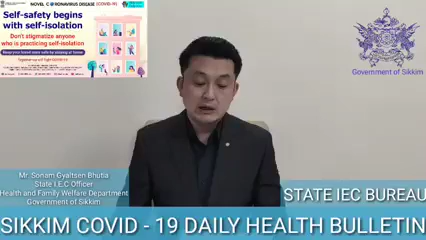 NOVEL CORONAVIRUS DISEASE (COVID-19)
Self-safety begins
with self-isolation
Don't stigmatize anyone
who is practicing self-isolation
Government of Sikkim
Mr. Sonam Gyaltsen Bhutia
State I.E.C Officer
Health and Family Welfare Department
Government of Sikkim
STATE IEC BUREAU
SIKKIM COVID - 19 DAILY HEALTH BULLETIN